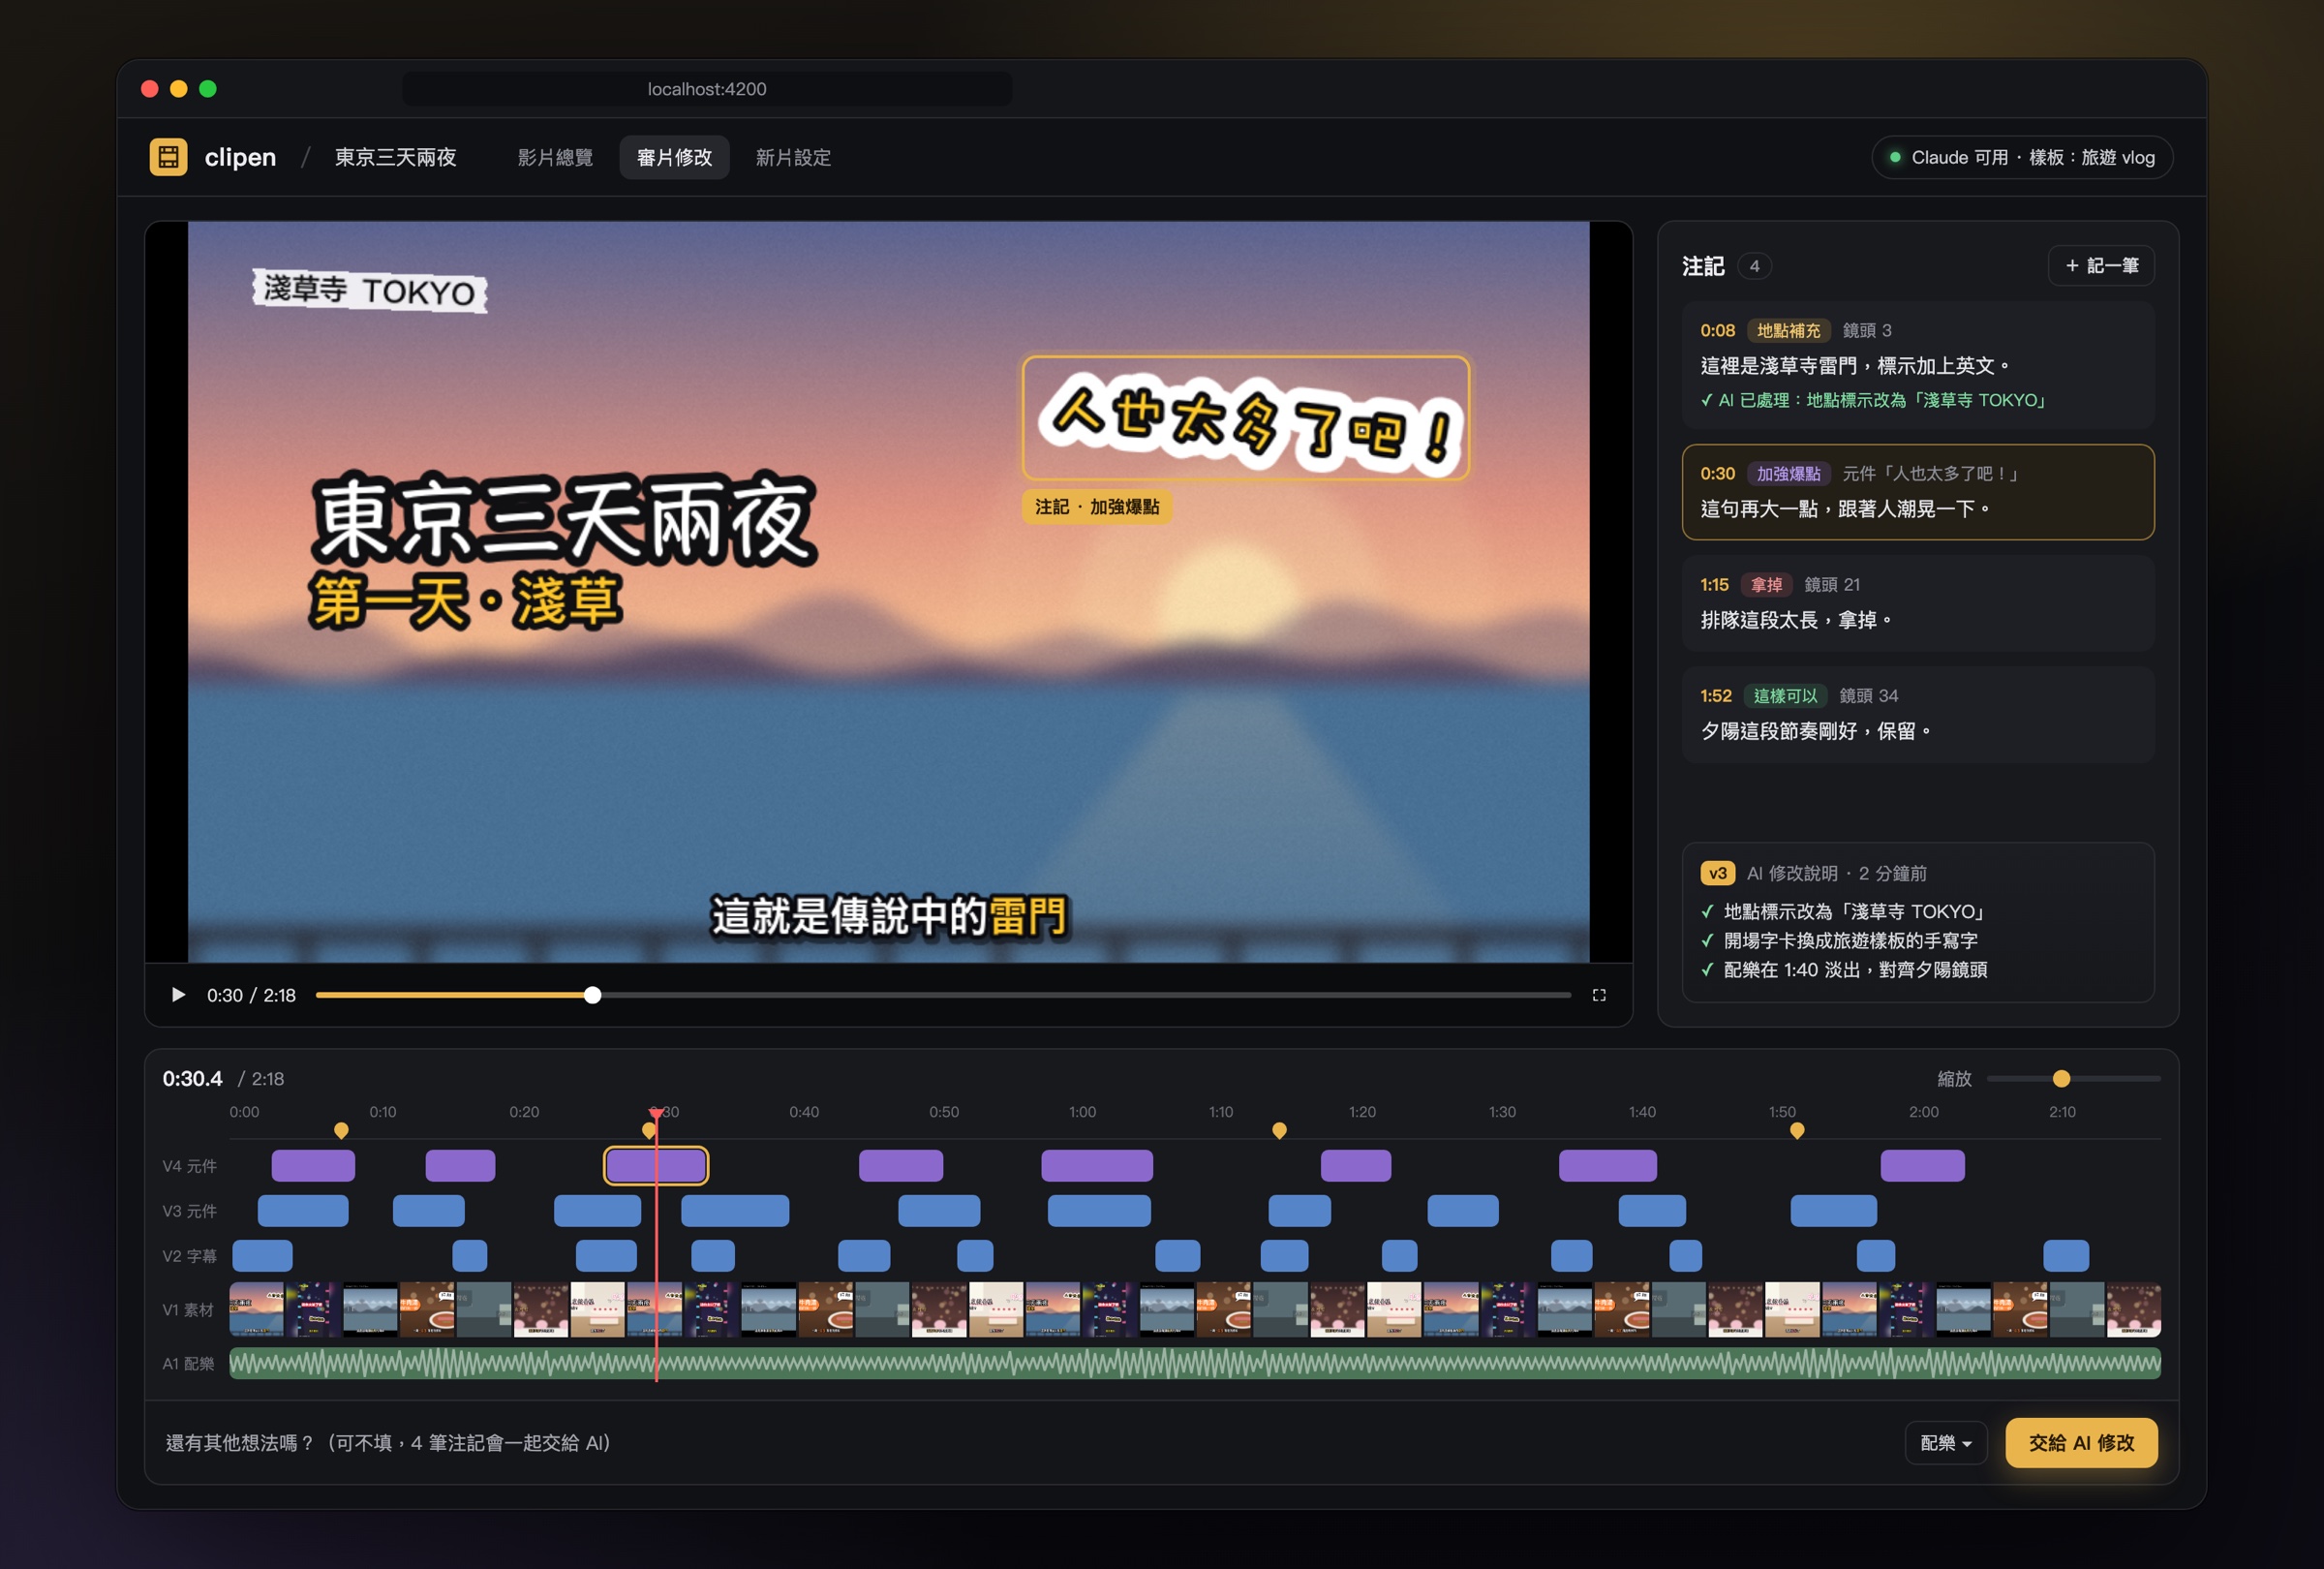 localhost:4200
clipen / 東京三天兩夜 影片總覽 審片修改 新片設定
Claude 可用 · 樣板：旅遊 vlog
淺草寺 TOKYO
人也太多了吧！
注記 · 加強爆點
東京三天兩夜
第一天・淺草
這就是傳說中的雷門
0:30 / 2:18
注記 4
+ 記一筆
0:08 地點補充 鏡頭 3
這裡是淺草寺雷門，標示加上英文。
✓ AI 已處理：地點標示改為「淺草寺 TOKYO」
0:30 加強爆點 元件「人也太多了吧！」
這句再大一點，跟著人潮晃一下。
1:15 拿掉 鏡頭 21
排隊這段太長，拿掉。
1:52 這樣可以 鏡頭 34
夕陽這段節奏剛好，保留。
v3 AI 修改說明 · 2 分鐘前
✓ 地點標示改為「淺草寺 TOKYO」
✓ 開場字卡換成旅遊樣板的手寫字
✓ 配樂在 1:40 淡出，對齊夕陽鏡頭
0:30.4 / 2:18
縮放
0:00 0:10 0:20 0:30 0:40 0:50 1:00 1:10 1:20 1:30 1:40 1:50 2:00 2:10
V4 元件
V3 元件
V2 字幕
V1 素材
A1 配樂
還有其他想法嗎？（可不填，4 筆注記會一起交給 AI）
配樂
交給 AI 修改